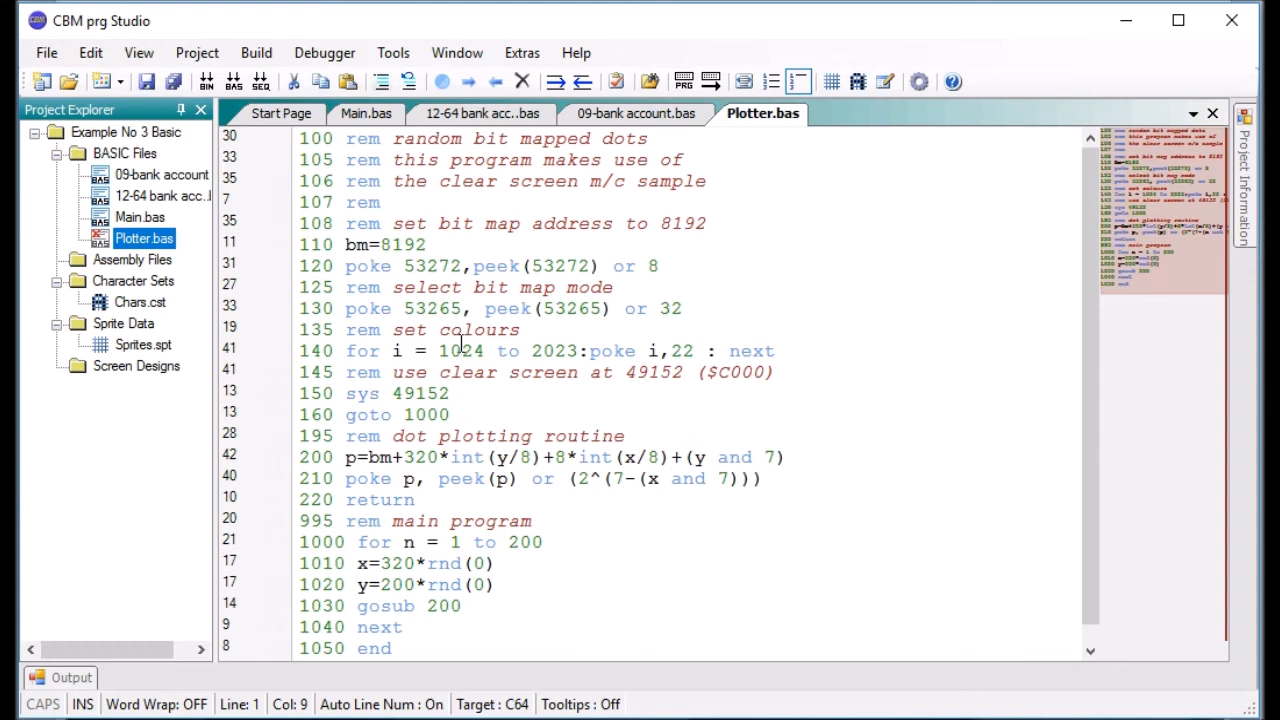 CBM prg Studio
File Edit View Project Build Debugger Tools Window Extras Help
Project Explorer
Start Page Main.bas 12-64 bank acc..bas 09-bank account.bas Plotter.bas
Example No 3 Basic
BASIC Files
09-bank account
12-64 bank acc..
Main.bas
Plotter.bas
Assembly Files
Character Sets
Chars.cst
Sprite Data
Sprites.spt
Screen Designs
30 100 rem random bit mapped dots
33 105 rem this program makes use of
35 106 rem the clear screen m/c sample
7 107 rem
35 108 rem set bit map address to 8192
11 110 bm=8192
31 120 poke 53272,peek(53272) or 8
27 125 rem select bit map mode
33 130 poke 53265, peek(53265) or 32
19 135 rem set colours
41 140 for i = 1024 to 2023:poke i,22 : next
41 145 rem use clear screen at 49152 ($C000)
13 150 sys 49152
13 160 goto 1000
28 195 rem dot plotting routine
42 200 p=bm+320*int(y/8)+8*int(x/8)+(y and 7)
40 210 poke p, peek(p) or (2^(7-(x and 7)))
10 220 return
20 995 rem main program
21 1000 for n = 1 to 200
17 1010 x=320*rnd(0)
17 1020 y=200*rnd(0)
14 1030 gosub 200
9 1040 next
8 1050 end
Project Information
Output
CAPS INS Word Wrap: OFF Line: 1 Col: 9 Auto Line Num : On Target : C64 Tooltips : Off